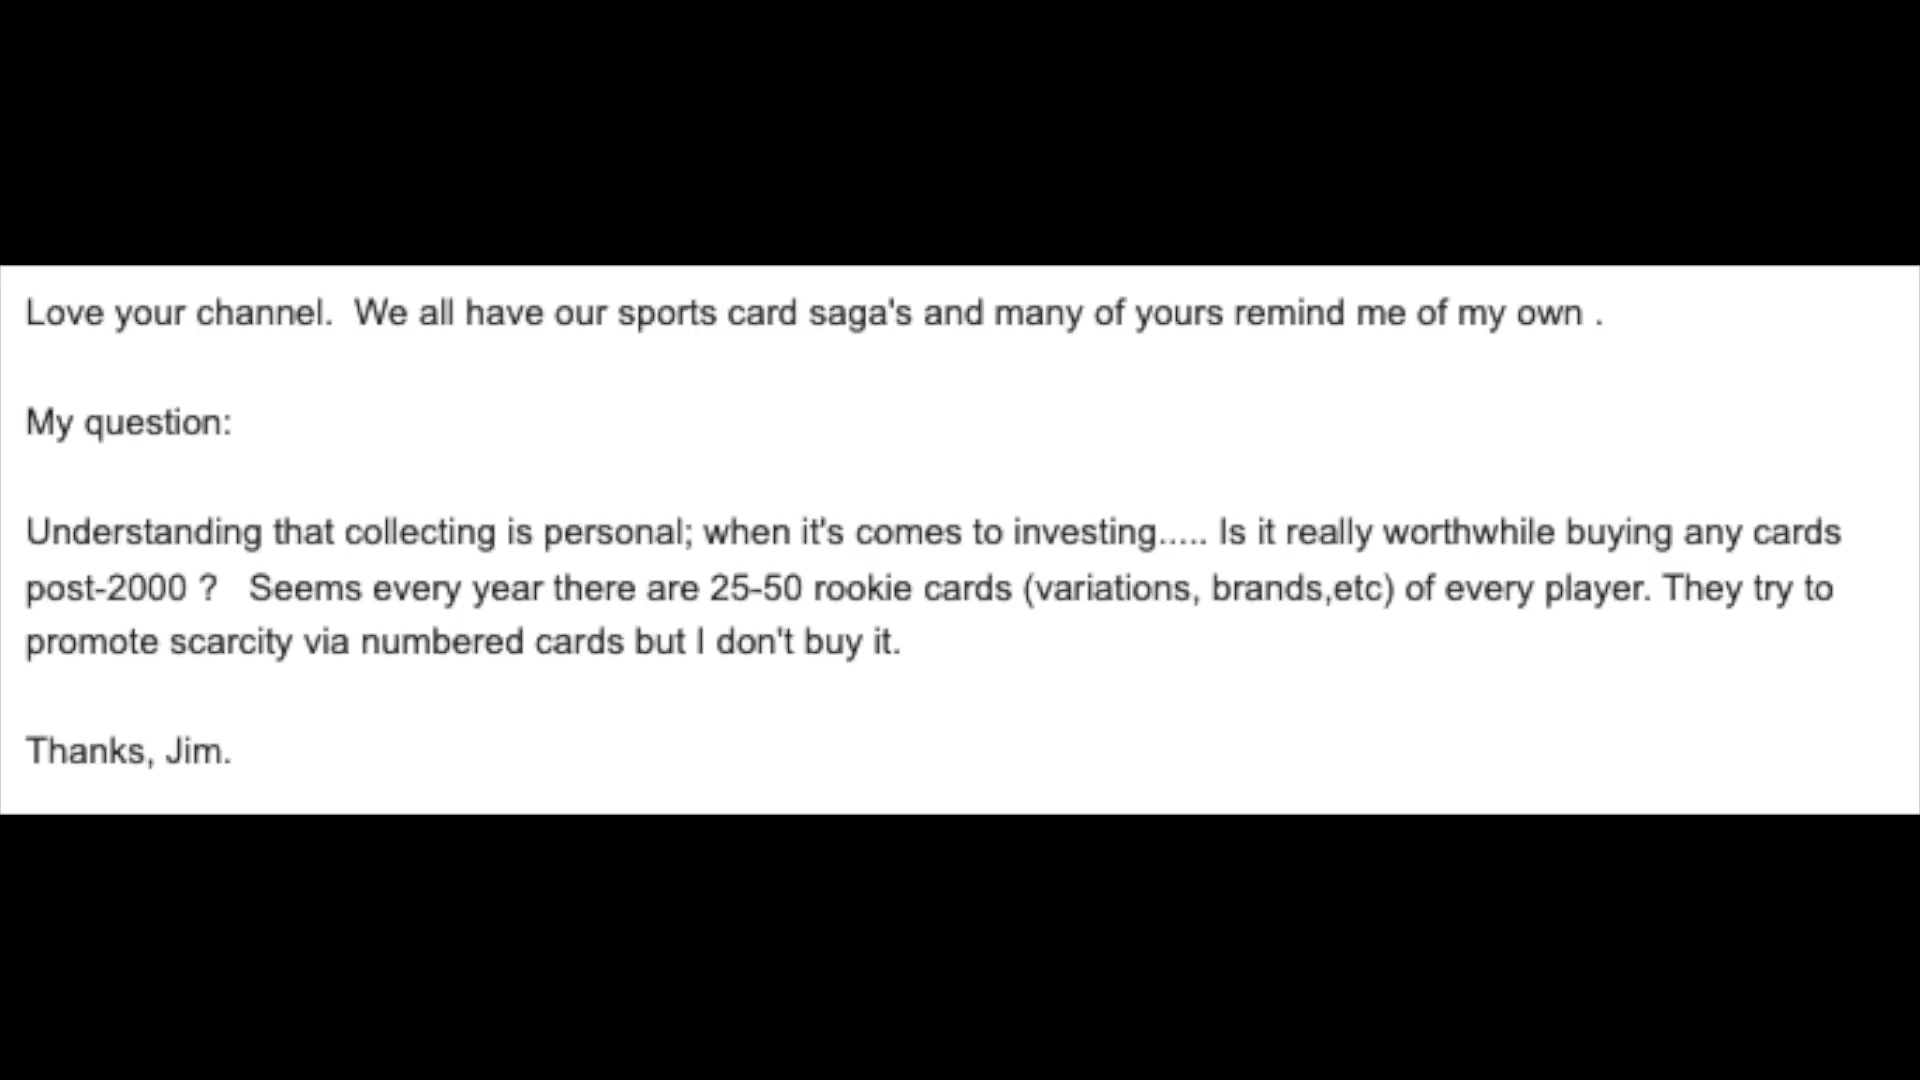 Love your channel.  We all have our sports card saga's and many of yours remind me of my own .
My question:
Understanding that collecting is personal; when it's comes to investing..... Is it really worthwhile buying any cards
post-2000 ?   Seems every year there are 25-50 rookie cards (variations, brands,etc) of every player. They try to
promote scarcity via numbered cards but I don't buy it.
Thanks, Jim.